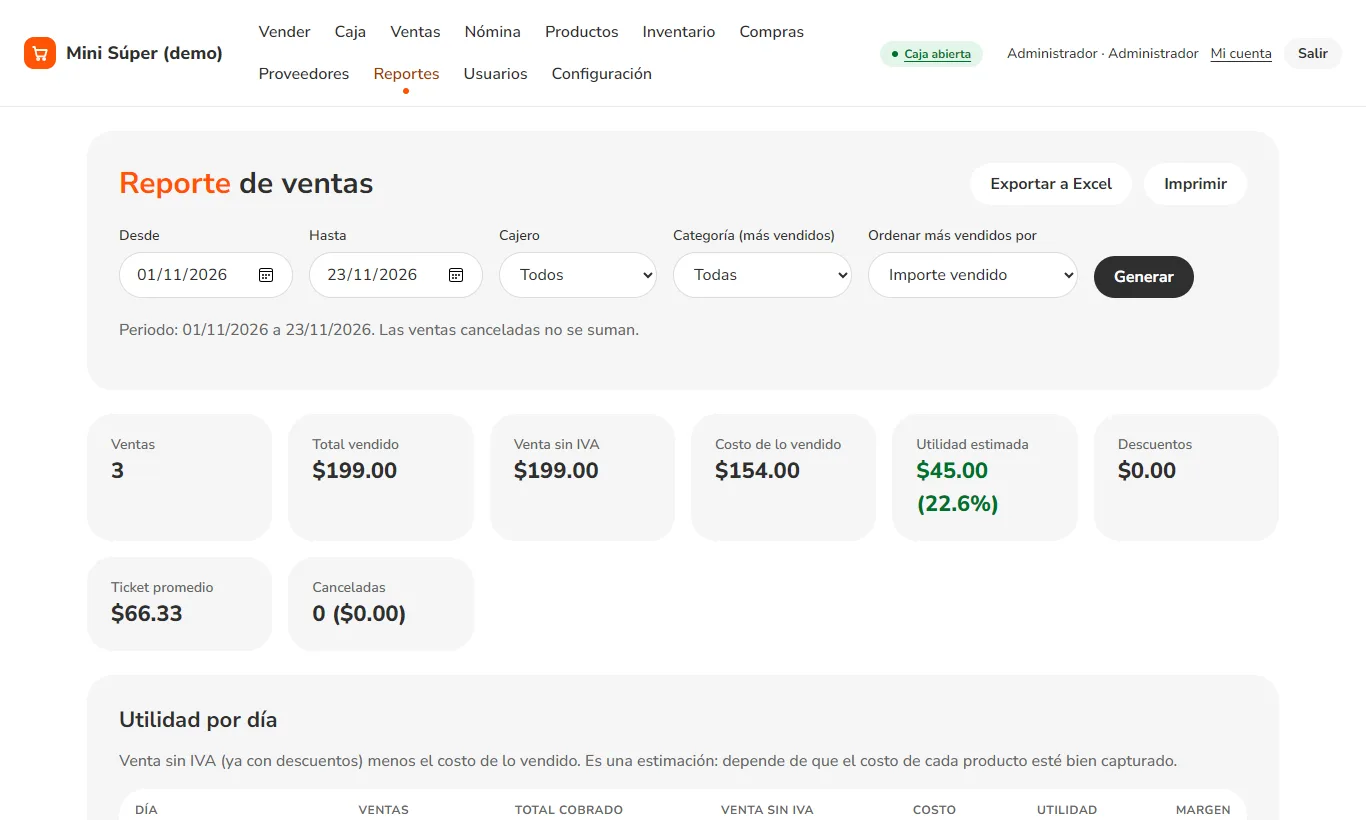 Mini Súper (demo)
Vender Caja Ventas Nómina Productos Inventario Compras
Proveedores Reportes Usuarios Configuración
Caja abierta
Administrador · Administrador Mi cuenta Salir
Reporte de ventas
Exportar a Excel Imprimir
Desde Hasta Cajero Categoría (más vendidos) Ordenar más vendidos por
01/11/2026 23/11/2026 Todos Todas Importe vendido Generar
Periodo: 01/11/2026 a 23/11/2026. Las ventas canceladas no se suman.
Ventas
3
Total vendido
$199.00
Venta sin IVA
$199.00
Costo de lo vendido
$154.00
Utilidad estimada
$45.00
(22.6%)
Descuentos
$0.00
Ticket promedio
$66.33
Canceladas
0 ($0.00)
Utilidad por día
Venta sin IVA (ya con descuentos) menos el costo de lo vendido. Es una estimación: depende de que el costo de cada producto esté bien capturado.
DÍA VENTAS TOTAL COBRADO VENTA SIN IVA COSTO UTILIDAD MARGEN